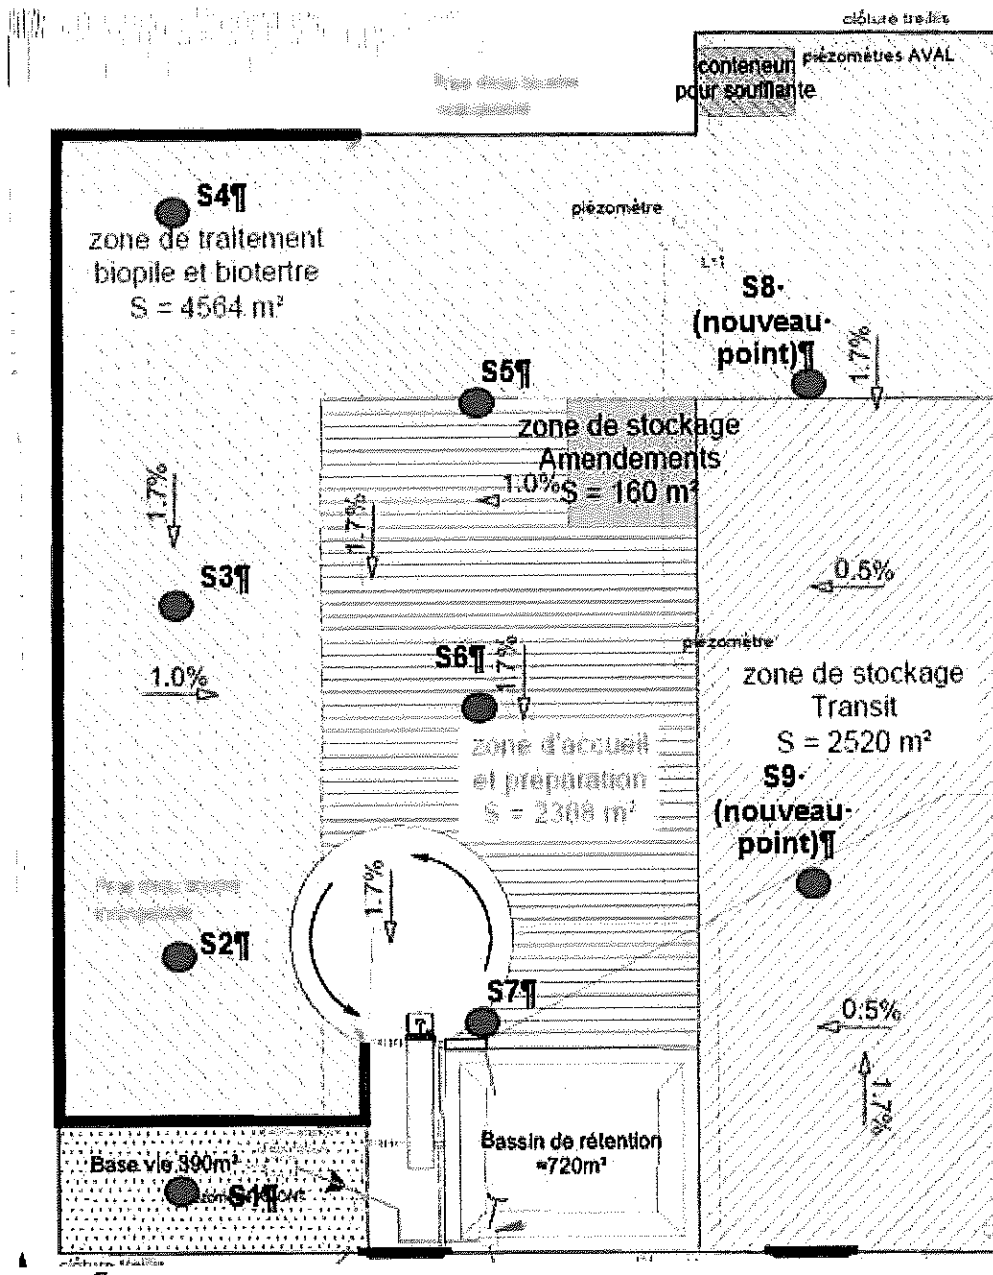 clôture treillis
conteneur
pour soufflante
piézomètres AVAL
S4¶
zone de traitement
biopile et biotertre
S = 4564 m²
piézomètre
S8·
(nouveau·
point)¶
1.7%
S5¶
zone de stockage
Amendements
S = 160 m²
1.0%
1.7%
1.7%
S3¶
0.5%
1.0%
S6¶
1.7%
piézomètre
zone de stockage
Transit
S = 2520 m²
zone d'accueil
et préparation
S = 2368 m²
S9·
(nouveau·
point)¶
1.7%
S2¶
S7¶
0.5%
1.7%
Bassin de rétention
≈720m³
Base vie 390m²
S1¶